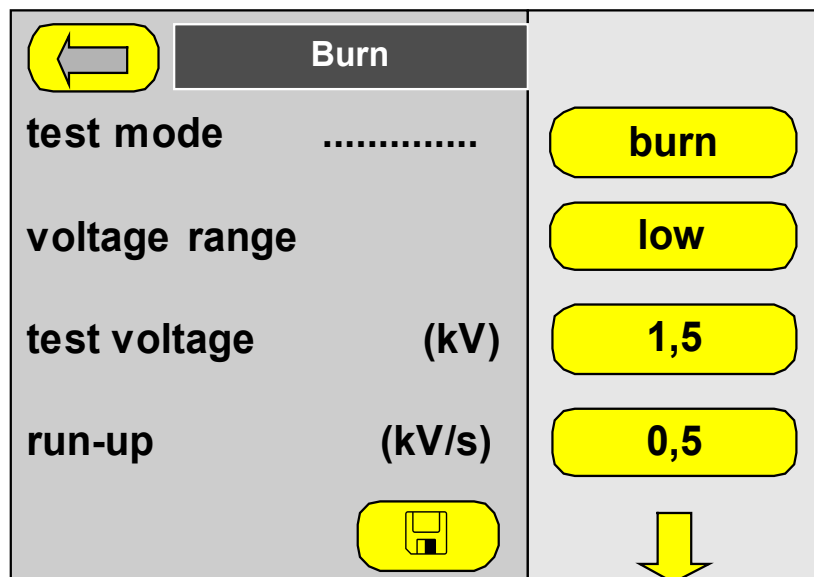 Burn
test mode ..............
burn
voltage range
low
test voltage (kV)
1,5
run-up (kV/s)
0,5